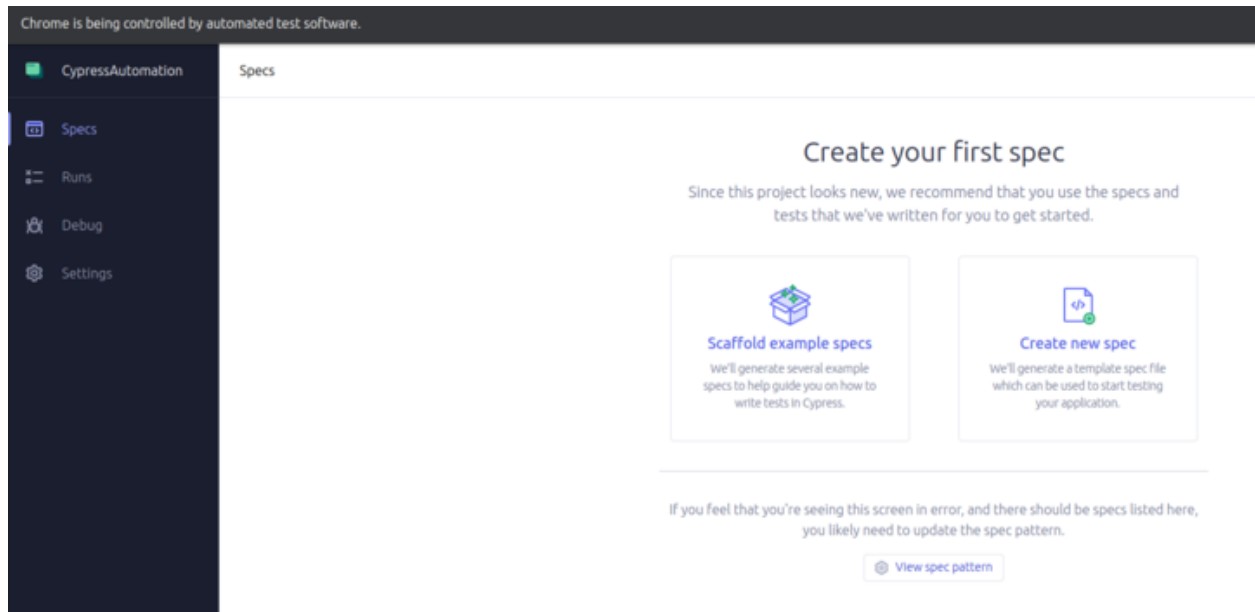 Chrome is being controlled by automated test software.
CypressAutomation
Specs
Specs
Runs
Debug
Settings
Create your first spec
Since this project looks new, we recommend that you use the specs and
tests that we've written for you to get started.
Scaffold example specs
We'll generate several example
specs to help guide you on how to
write tests in Cypress.
Create new spec
We'll generate a template spec file
which can be used to start testing
your application.
If you feel that you're seeing this screen in error, and there should be specs listed here,
you likely need to update the spec pattern.
View spec pattern